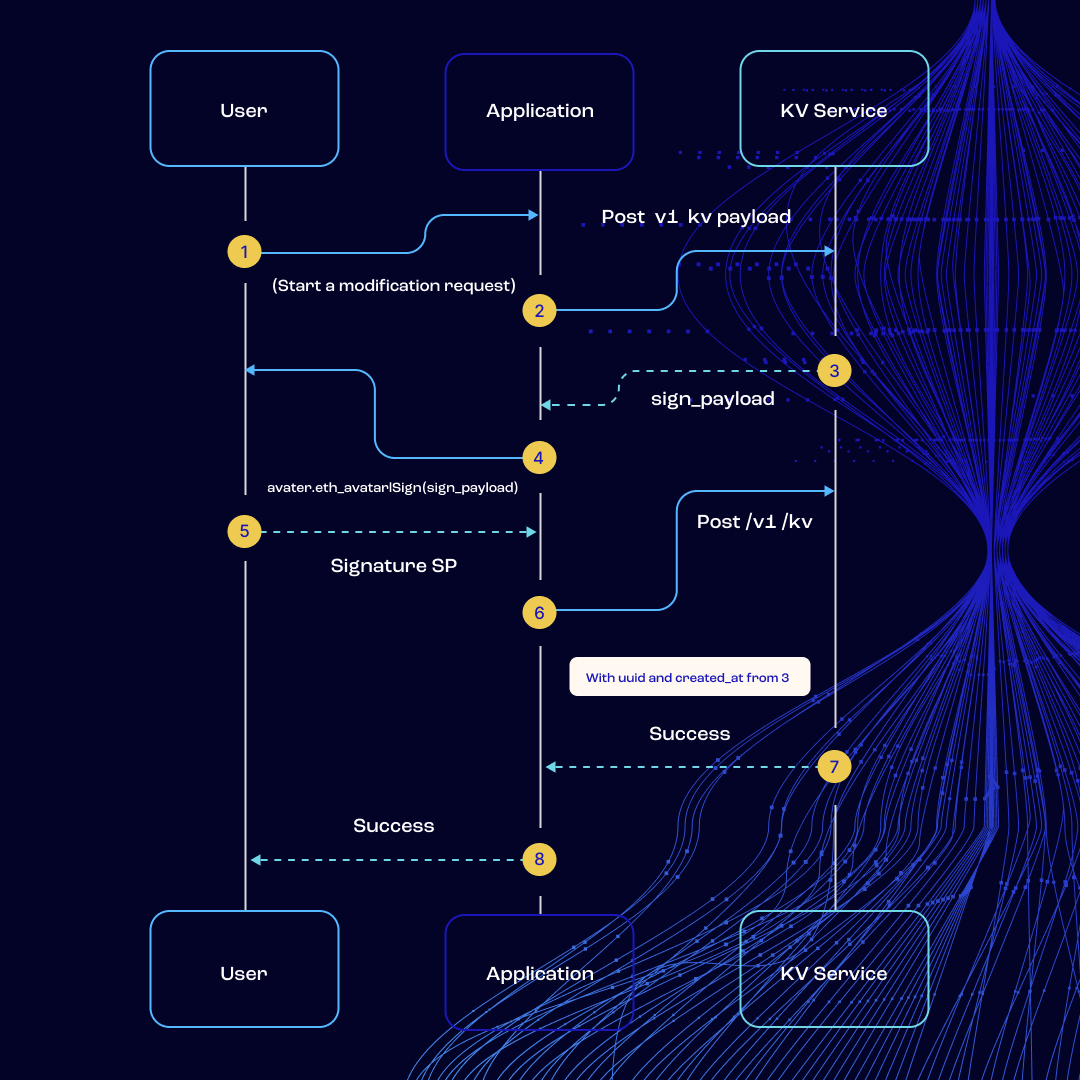 User
Application
KV Service
Post v1 kv payload
1
(Start a modification request)
2
3
sign_payload
4
avater.eth_avatar|Sign(sign_payload)
Post /v1 /kv
5
Signature SP
6
With uuid and created_at from 3
Success
7
Success
8
User
Application
KV Service